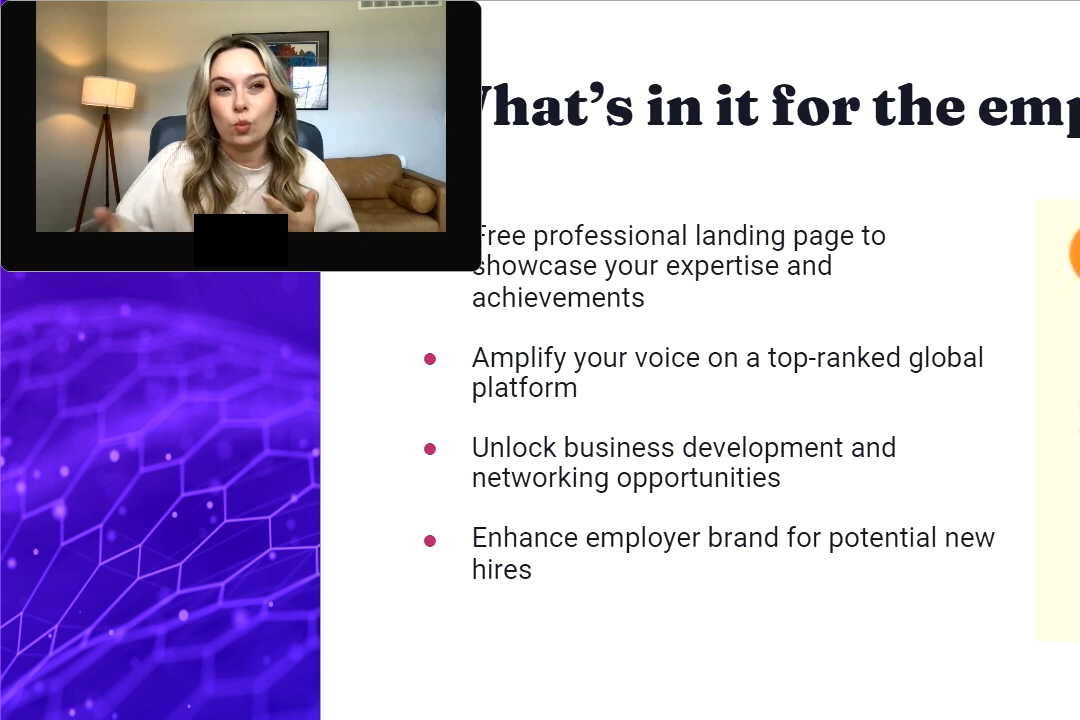 What's in it for the emp
Free professional landing page to
showcase your expertise and
achievements
Amplify your voice on a top-ranked global
platform
Unlock business development and
networking opportunities
Enhance employer brand for potential new
hires